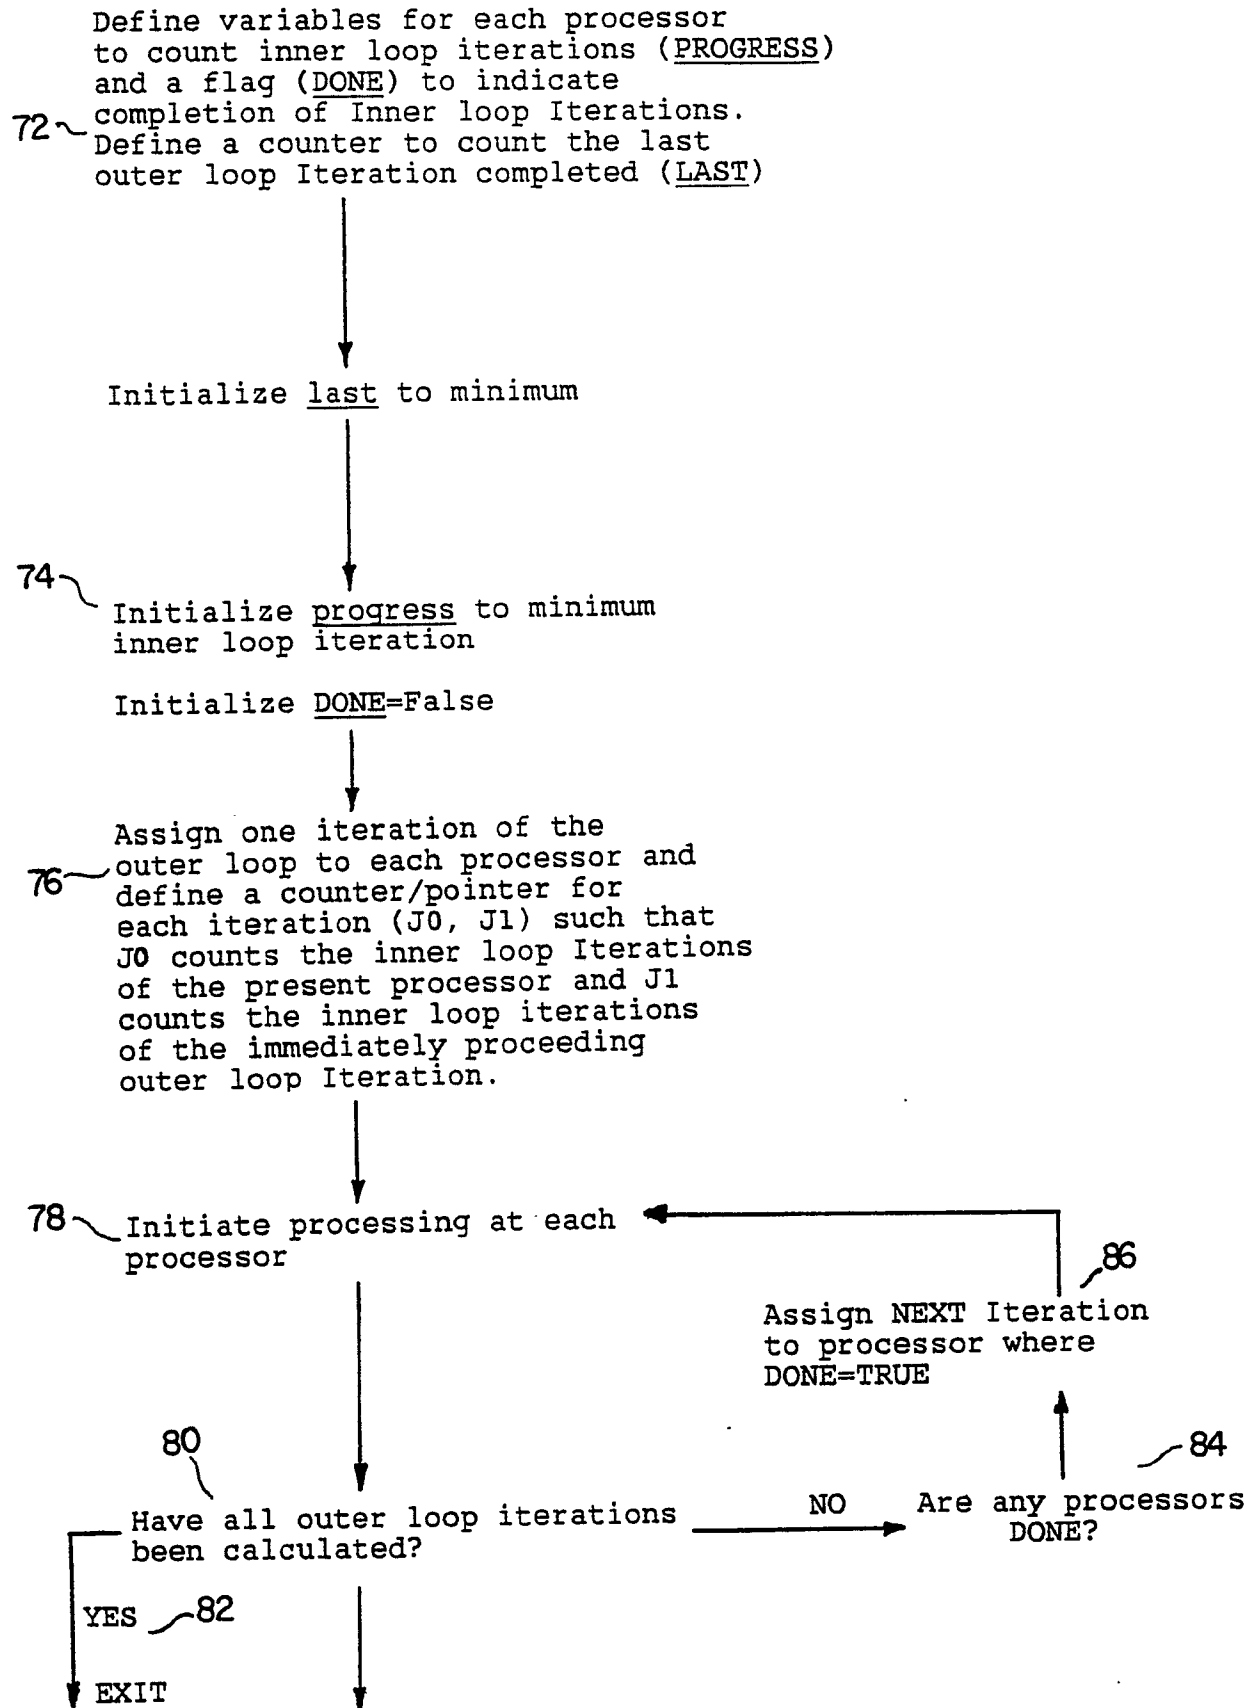 Define variables for each processor
to count inner loop iterations (PROGRESS)
and a flag (DONE) to indicate
completion of Inner loop Iterations.
72
Define a counter to count the last
outer loop Iteration completed (LAST)
Initialize last to minimum
74
Initialize progress to minimum
inner loop iteration
Initialize DONE=False
Assign one iteration of the
76
outer loop to each processor and
define a counter/pointer for
each iteration (J0, J1) such that
J0 counts the inner loop Iterations
of the present processor and J1
counts the inner loop iterations
of the immediately proceeding
outer loop Iteration.
78
Initiate processing at each
processor
86
Assign NEXT Iteration
to processor where
DONE=TRUE
80
84
Have all outer loop iterations
been calculated?
NO
Are any processors
DONE?
YES
82
EXIT